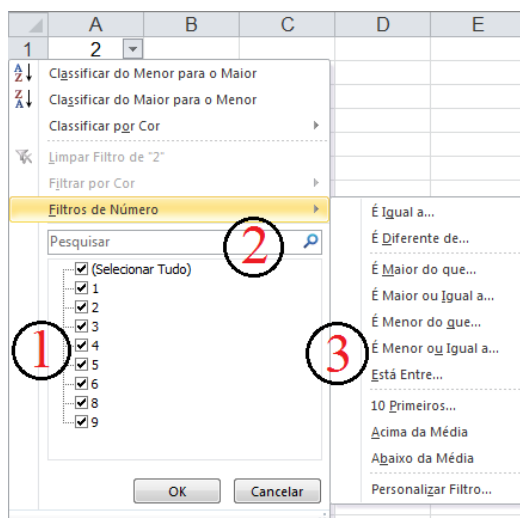 A B C D E
1 2
Classificar do Menor para o Maior
Classificar do Maior para o Menor
Classificar por Cor
Limpar Filtro de "2"
Filtrar por Cor
Filtros de Número
Pesquisar
2
(Selecionar Tudo)
1
2
3
4
5
6
8
9
1
OK Cancelar
É Igual a...
É Diferente de...
É Maior do que...
É Maior ou Igual a...
É Menor do que...
É Menor ou Igual a...
Está Entre...
3
10 Primeiros...
Acima da Média
Abaixo da Média
Personalizar Filtro...